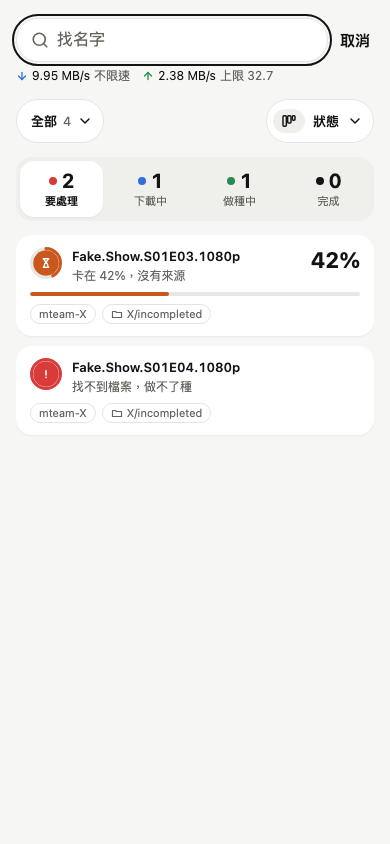 找名字
取消
9.95 MB/s 不限速 2.38 MB/s 上限 32.7
全部 4
狀態
2 1 1 0
要處理 下載中 做種中 完成
Fake.Show.S01E03.1080p 42%
卡在 42%，沒有來源
mteam-X X/incompleted
Fake.Show.S01E04.1080p
找不到檔案，做不了種
mteam-X X/incompleted